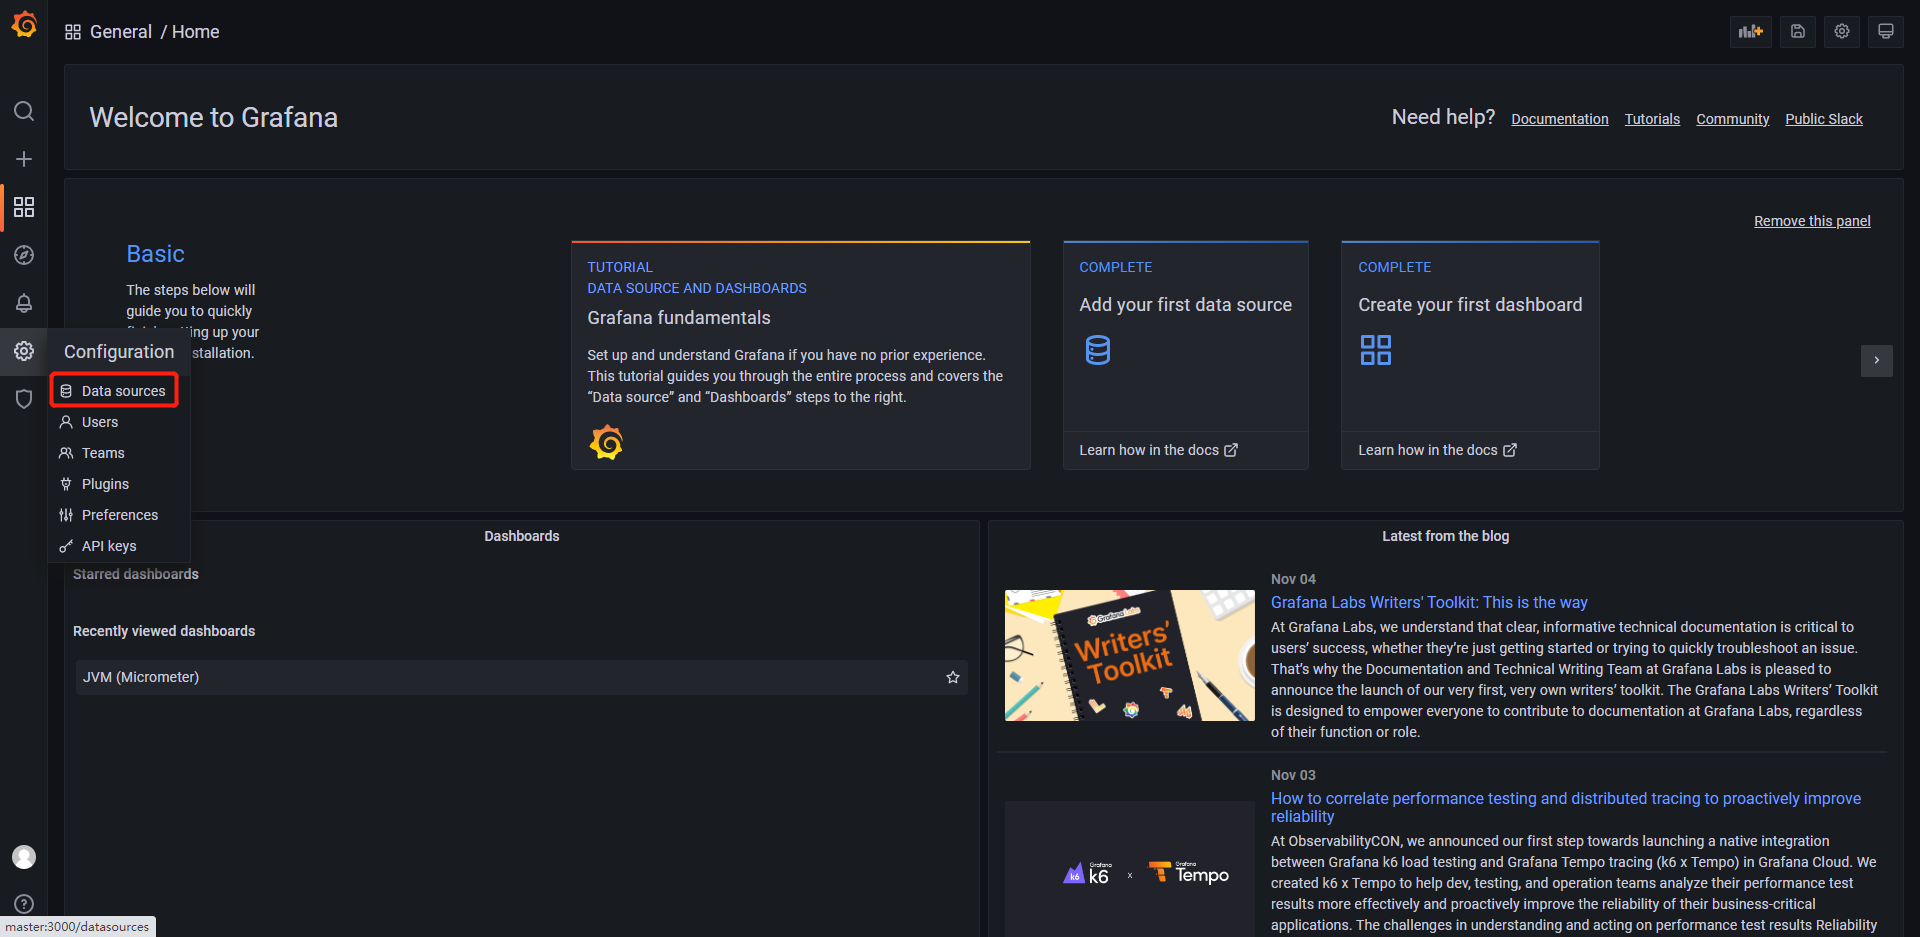 General / Home
Welcome to Grafana
Need help? Documentation Tutorials Community Public Slack
Remove this panel
Basic
The steps below will
guide you to quickly
ng up your
stallation.
TUTORIAL
DATA SOURCE AND DASHBOARDS
Grafana fundamentals
Set up and understand Grafana if you have no prior experience.
This tutorial guides you through the entire process and covers the
“Data source” and “Dashboards” steps to the right.
COMPLETE
Add your first data source
Learn how in the docs
COMPLETE
Create your first dashboard
Learn how in the docs
Configuration
Data sources
Users
Teams
Plugins
Preferences
API keys
Dashboards
Starred dashboards
Recently viewed dashboards
JVM (Micrometer)
Latest from the blog
Nov 04
Grafana Labs Writers' Toolkit: This is the way
At Grafana Labs, we understand that clear, informative technical documentation is critical to
users’ success, whether they’re just getting started or trying to quickly troubleshoot an issue.
That’s why the Documentation and Technical Writing Team at Grafana Labs is pleased to
announce the launch of our very first, very own writers’ toolkit. The Grafana Labs Writers’ Toolkit
is designed to empower everyone to contribute to documentation at Grafana Labs, regardless
of their function or role.
Grafana Labs
Writers’
Toolkit
Nov 03
How to correlate performance testing and distributed tracing to proactively improve
reliability
At ObservabilityCON, we announced our first step towards launching a native integration
between Grafana k6 load testing and Grafana Tempo tracing (k6 x Tempo) in Grafana Cloud. We
created k6 x Tempo to help dev, testing, and operation teams analyze their performance test
results more effectively and proactively improve the reliability of their business-critical
applications. The challenges in understanding and acting on performance test results Reliability
k6 Grafana k6 x Grafana Tempo
master:3000/datasources